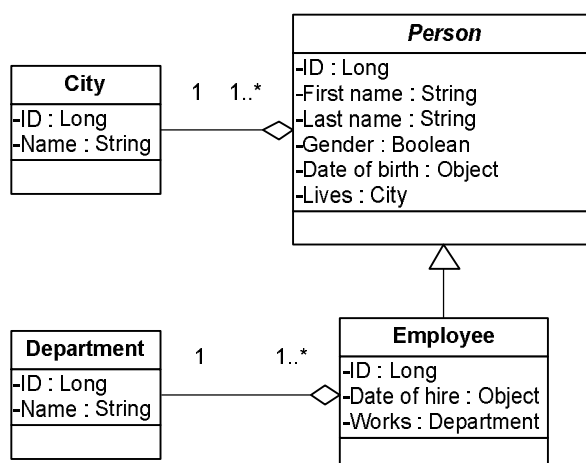 Person
-ID : Long
-First name : String
-Last name : String
-Gender : Boolean
-Date of birth : Object
-Lives : City
City
-ID : Long
-Name : String
1 1..*
Employee
-ID : Long
-Date of hire : Object
-Works : Department
Department
-ID : Long
-Name : String
1 1..*